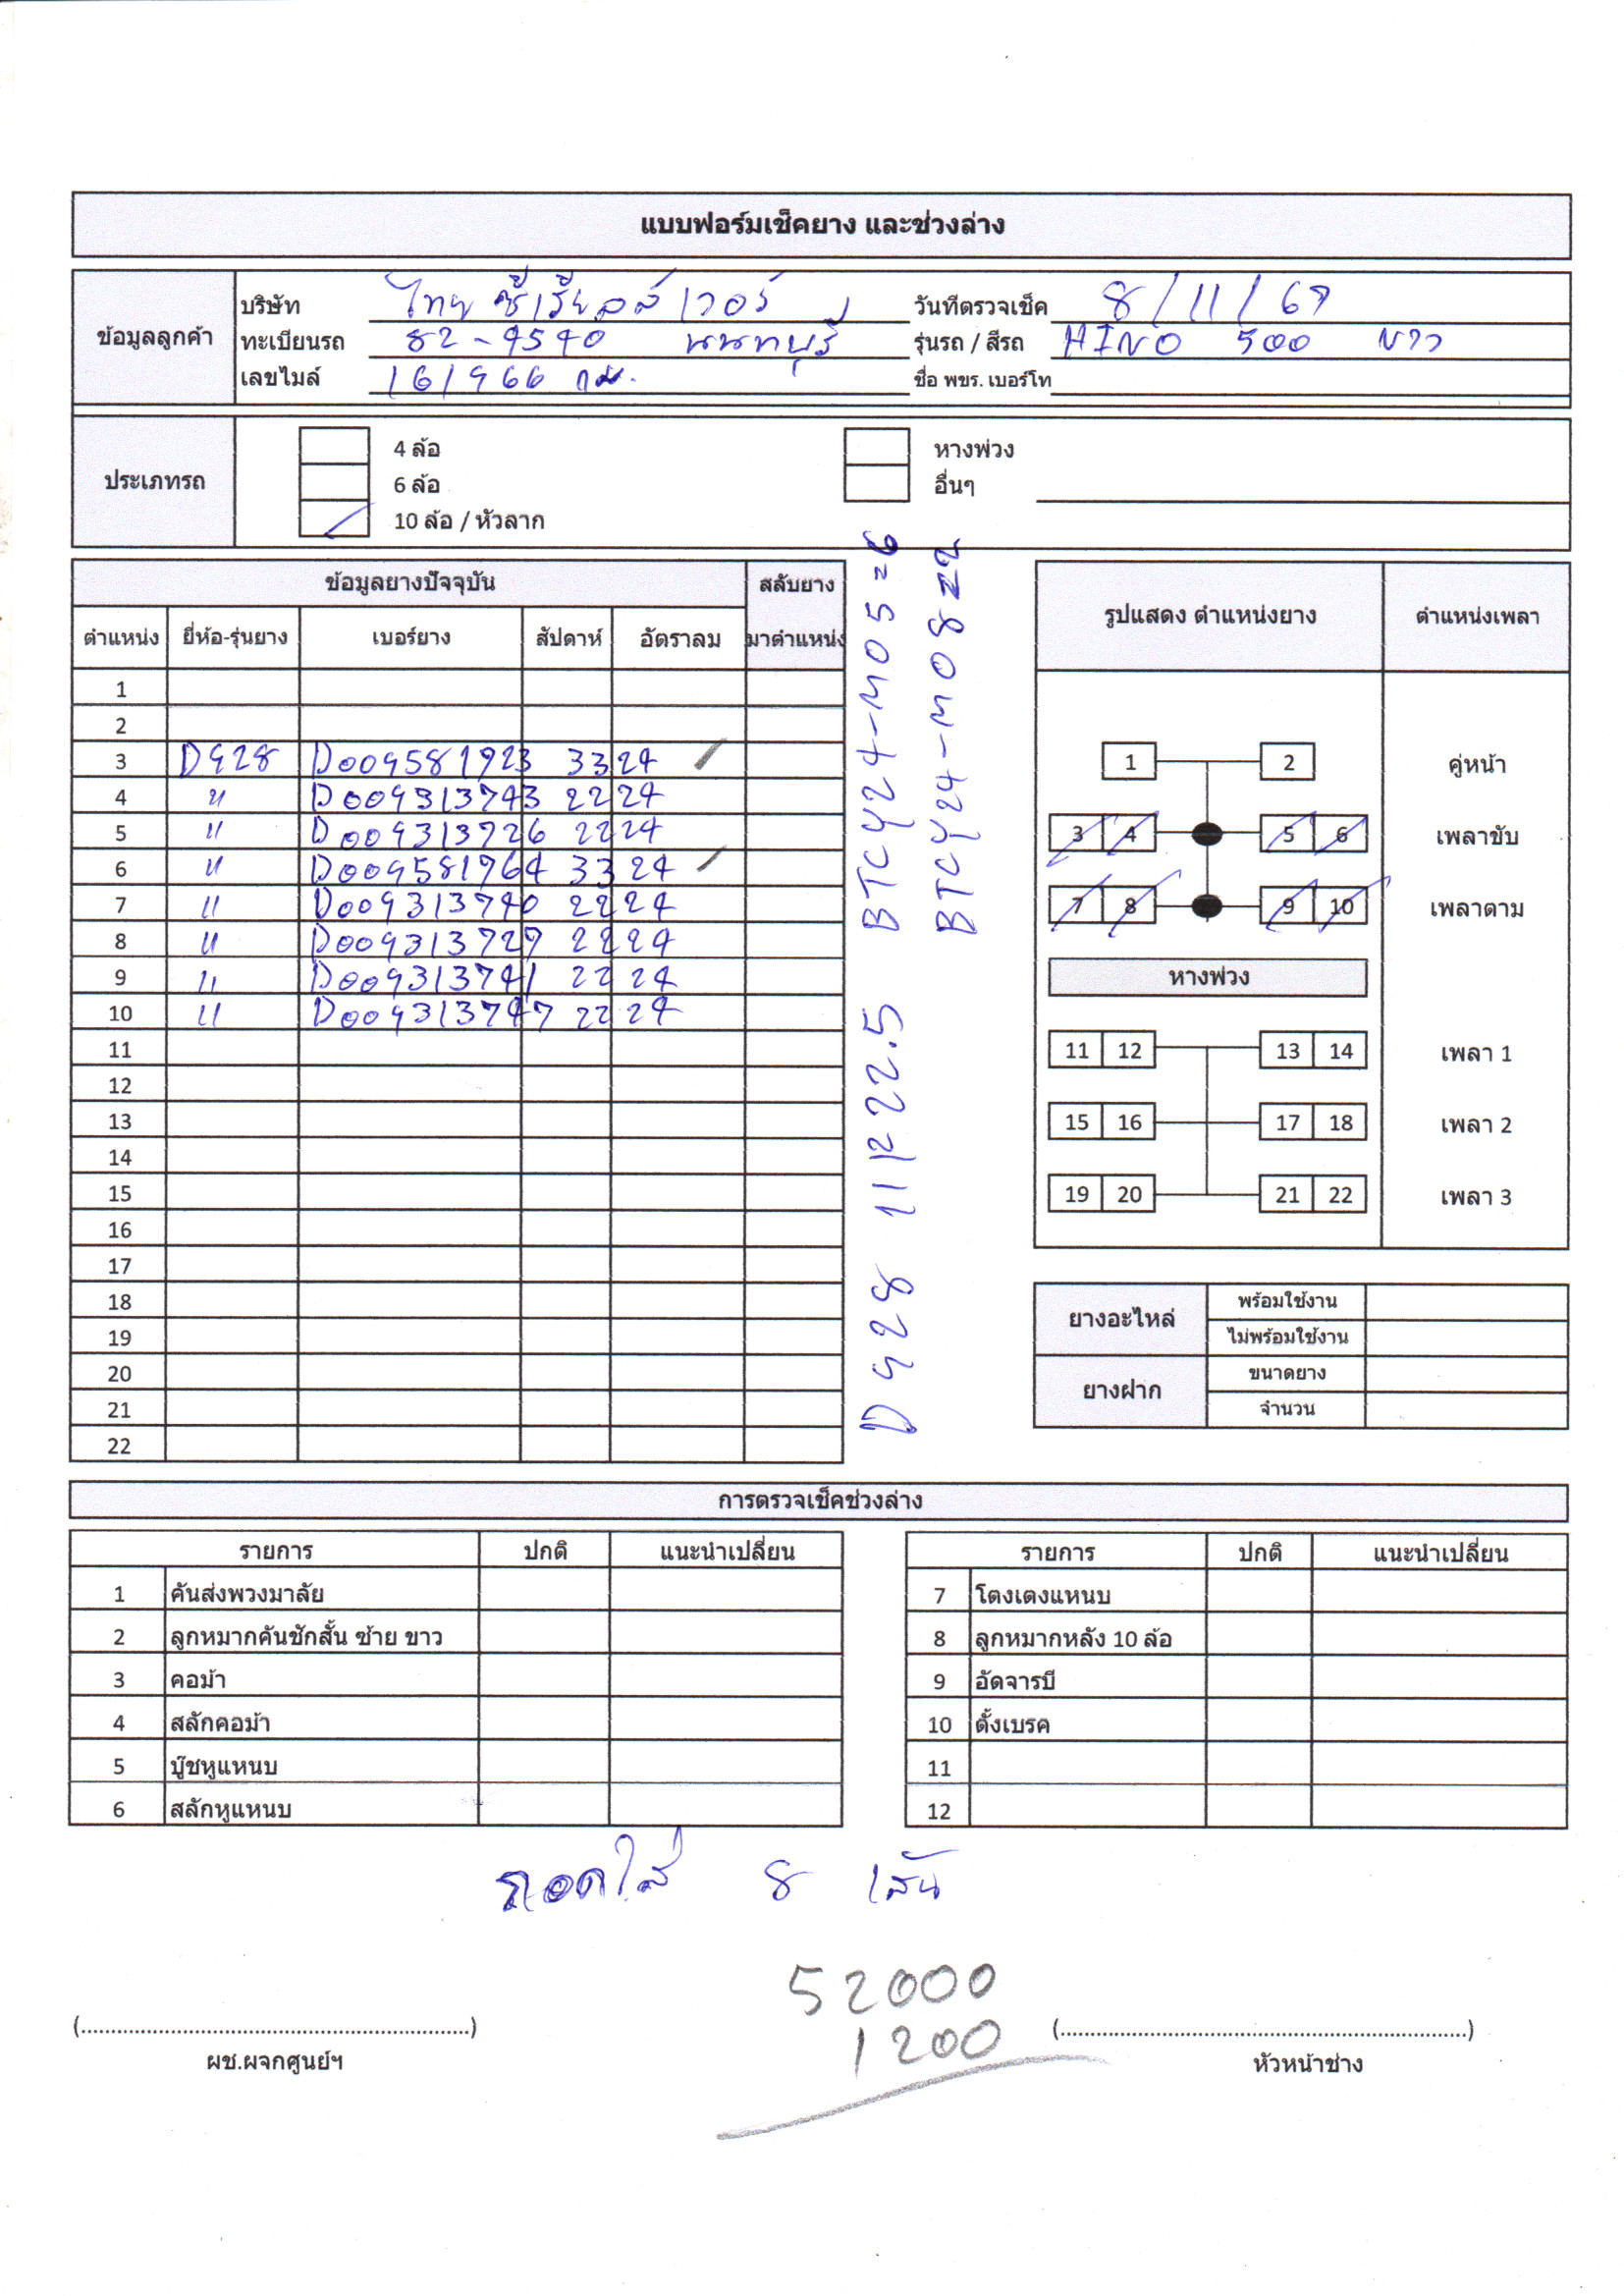 แบบฟอร์มเช็คยาง และช่วงล่าง
ข้อมูลลูกค้า
บริษัท ไทย ซีเรียลส์ เวอร์ วันที่ตรวจเช็ค 8/11/67
ทะเบียนรถ 82-4540 นนทบุรี รุ่นรถ / สีรถ HINO 500 ขาว
เลขไมล์ 161966 กม. ชื่อ พขร. เบอร์โท
ประเภทรถ
4 ล้อ หางพ่วง
6 ล้อ อื่นๆ
10 ล้อ / หัวลาก
ข้อมูลยางปัจจุบัน สลับยาง
ตำแหน่ง ยี่ห้อ-รุ่นยาง เบอร์ยาง สัปดาห์ อัตราลม มาตำแหน่ง
1
2
3 D928 D009581923 3324
4 " D009313743 2224
5 " D009313726 2224
6 " D009581964 3324
7 " D009313740 2224
8 " D009313727 2224
9 " D009313741 2224
10 " D009313747 2224
11
12
13
14
15
16
17
18
19
20
21
22
D928 11R22.5 BTCY24-M005=6
BTCY24-M008=2
รูปแสดง ตำแหน่งยาง ตำแหน่งเพลา
1 2 คู่หน้า
3 4 5 6 เพลาขับ
7 8 9 10 เพลาตาม
หางพ่วง
11 12 13 14 เพลา 1
15 16 17 18 เพลา 2
19 20 21 22 เพลา 3
ยางอะไหล่ พร้อมใช้งาน
ไม่พร้อมใช้งาน
ยางฝาก ขนาดยาง
จำนวน
การตรวจเช็คช่วงล่าง
รายการ ปกติ แนะนำเปลี่ยน
1 คันส่งพวงมาลัย
2 ลูกหมากคันชักสั้น ซ้าย ขาว
3 คอม้า
4 สลักคอม้า
5 บู๊ชหูแหนบ
6 สลักหูแหนบ
รายการ ปกติ แนะนำเปลี่ยน
7 โตงเตงแหนบ
8 ลูกหมากหลัง 10 ล้อ
9 อัดจารบี
10 ตั้งเบรค
11
12
ถอดใส่ 8 เส้น
52000
1200
(................................................................)
ผช.ผจกศูนย์ฯ
(................................................................)
หัวหน้าช่าง